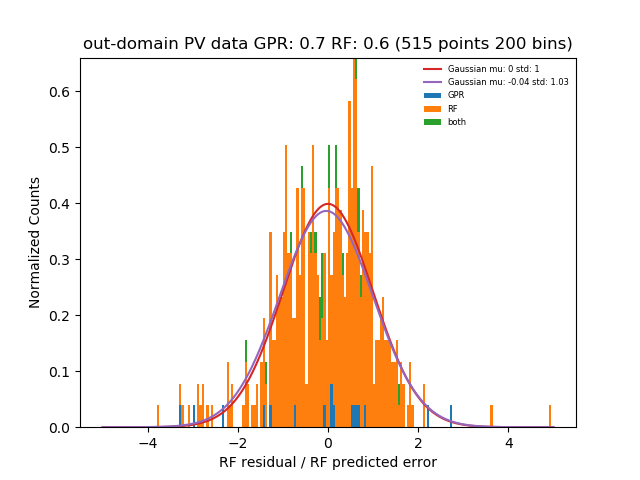 out-domain PV data GPR: 0.7 RF: 0.6 (515 points 200 bins)
Gaussian mu: 0 std: 1
Gaussian mu: -0.04 std: 1.03
GPR
RF
both
Normalized Counts
0.6
0.5
0.4
0.3
0.2
0.1
0.0
−4 −2 0 2 4
RF residual / RF predicted error